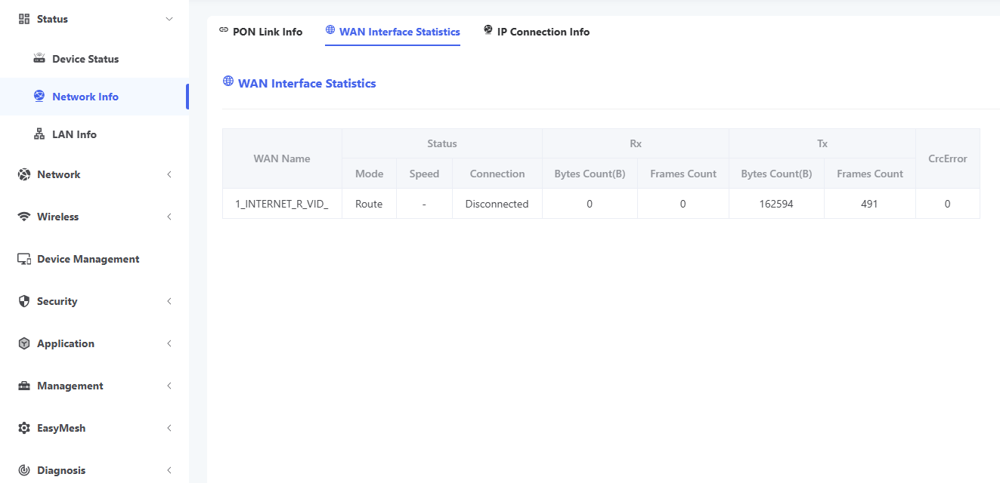 Status
Device Status
Network Info
LAN Info
Network
Wireless
Device Management
Security
Application
Management
EasyMesh
Diagnosis
PON Link Info WAN Interface Statistics IP Connection Info
WAN Interface Statistics
WAN Name Status Rx Tx CrcError
Mode Speed Connection Bytes Count(B) Frames Count Bytes Count(B) Frames Count
1_INTERNET_R_VID_ Route - Disconnected 0 0 162594 491 0